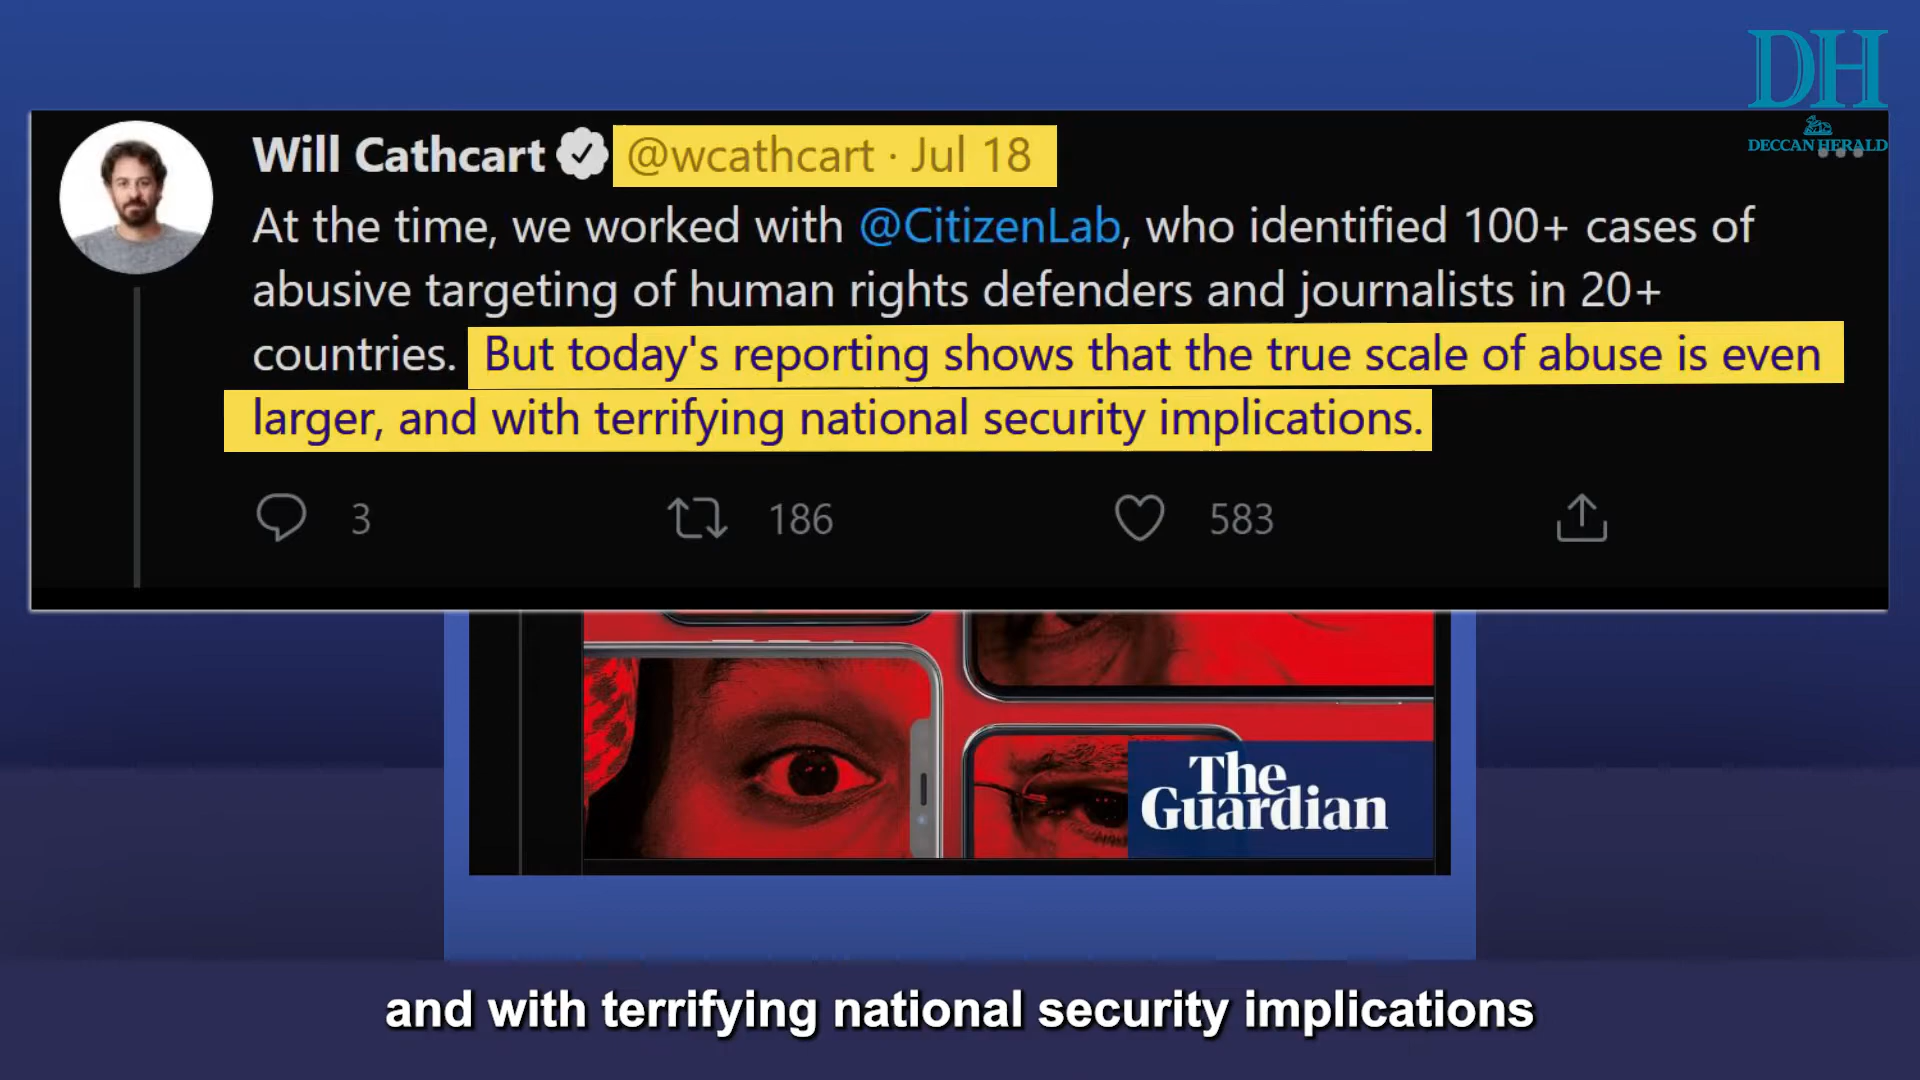 DH
DECCAN HERALD
Will Cathcart @wcathcart · Jul 18
At the time, we worked with @CitizenLab, who identified 100+ cases of
abusive targeting of human rights defenders and journalists in 20+
countries. But today's reporting shows that the true scale of abuse is even
larger, and with terrifying national security implications.
3 186 583
The
Guardian
and with terrifying national security implications